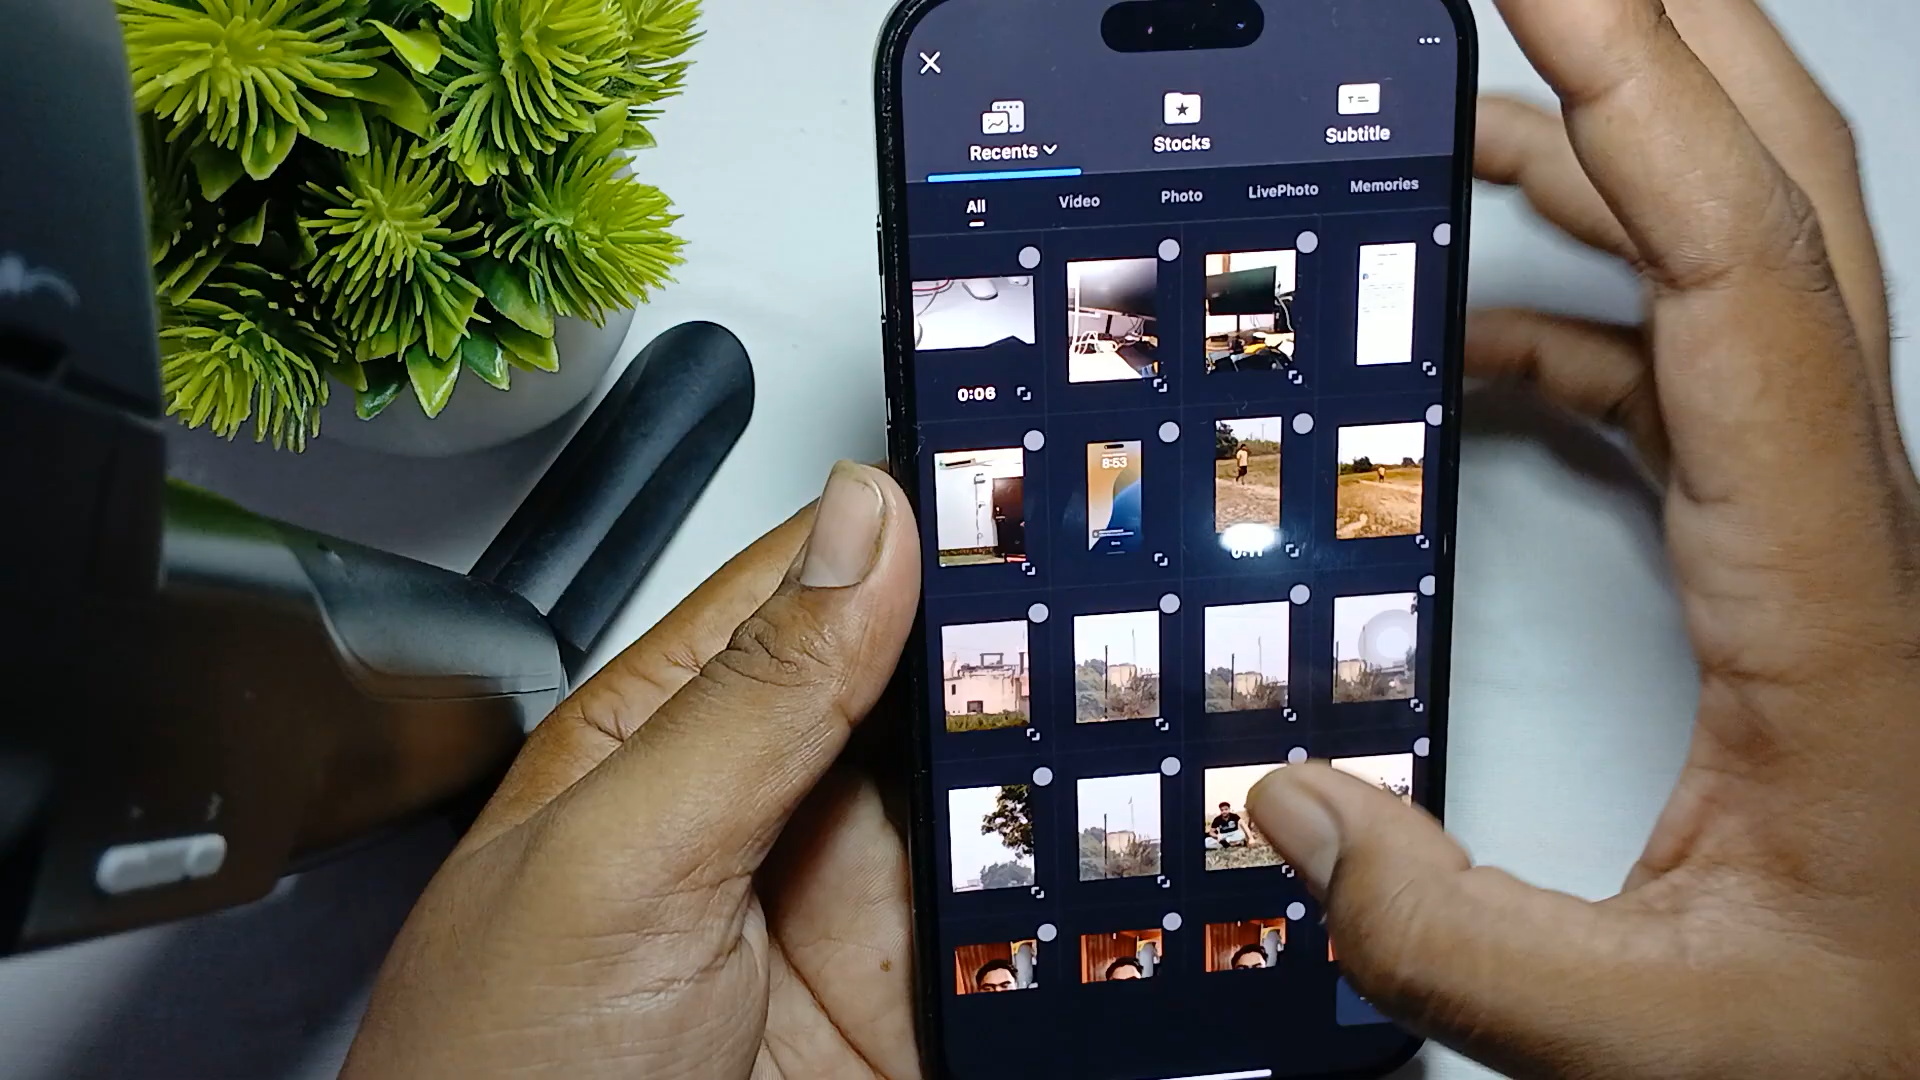 Recents
Stocks
Subtitle
All
Video
Photo
LivePhoto
Memories
0:06
8:53